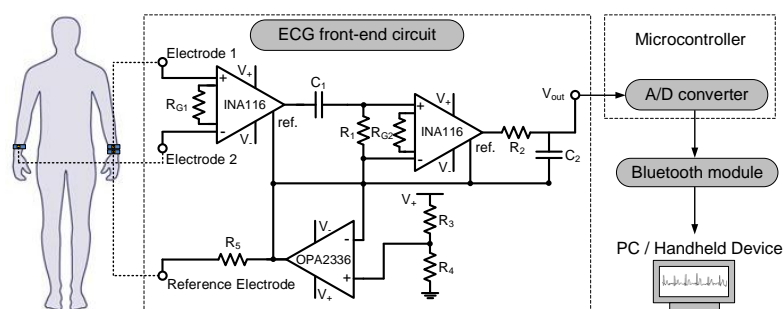 ECG front-end circuit
Microcontroller
Electrode 1
V+
C1
+
RG1
INA116
-
V-
ref.
Electrode 2
V+
+
R1
RG2
INA116
-
V-
ref.
R2
C2
Vout
A/D converter
Bluetooth module
PC / Handheld Device
V+
R3
R4
V-
-
OPA2336
+
V+
R5
Reference Electrode